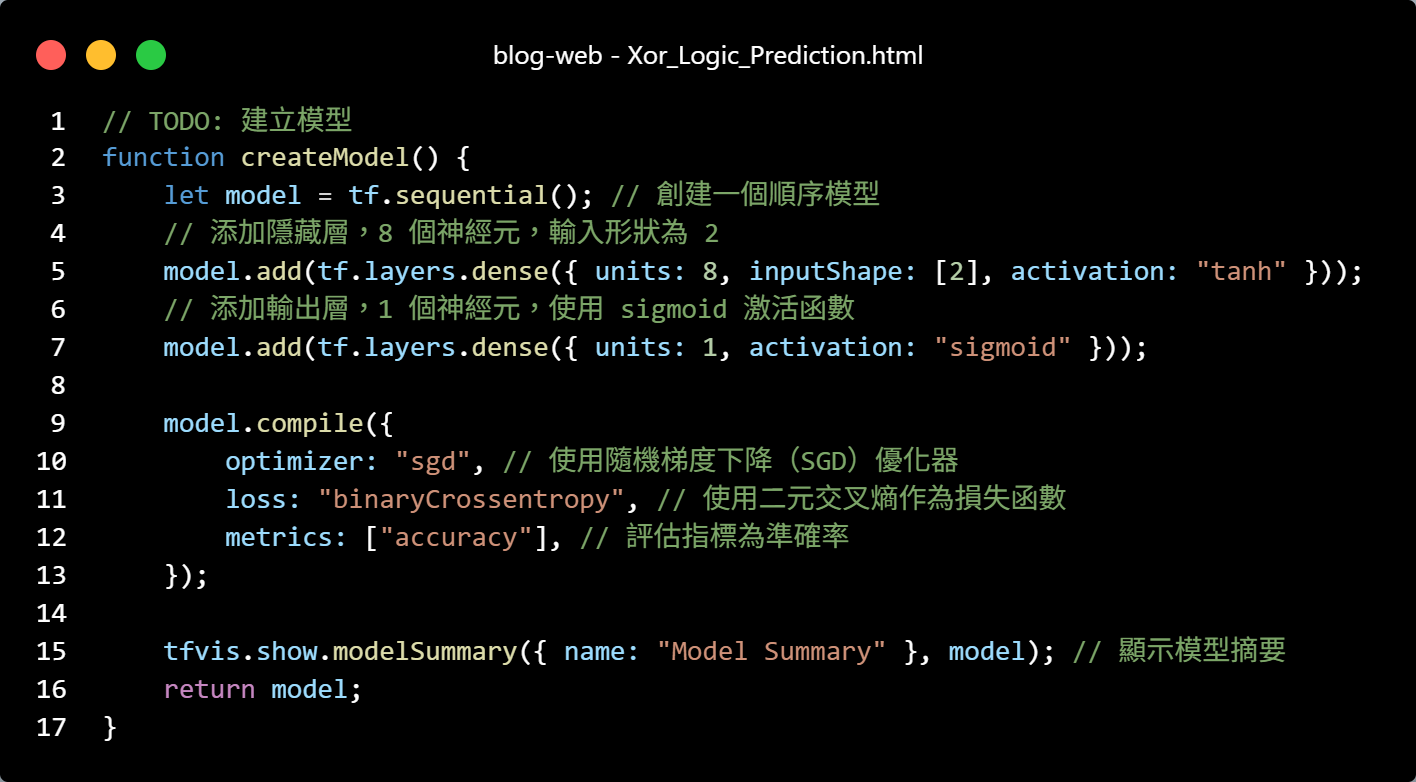 blog-web - Xor_Logic_Prediction.html
1 // TODO: 建立模型
2 function createModel() {
3     let model = tf.sequential(); // 創建一個順序模型
4     // 添加隱藏層，8 個神經元，輸入形狀為 2
5     model.add(tf.layers.dense({ units: 8, inputShape: [2], activation: "tanh" }));
6     // 添加輸出層，1 個神經元，使用 sigmoid 激活函數
7     model.add(tf.layers.dense({ units: 1, activation: "sigmoid" }));
8
9     model.compile({
10         optimizer: "sgd", // 使用隨機梯度下降（SGD）優化器
11         loss: "binaryCrossentropy", // 使用二元交叉熵作為損失函數
12         metrics: ["accuracy"], // 評估指標為準確率
13     });
14
15     tfvis.show.modelSummary({ name: "Model Summary" }, model); // 顯示模型摘要
16     return model;
17 }